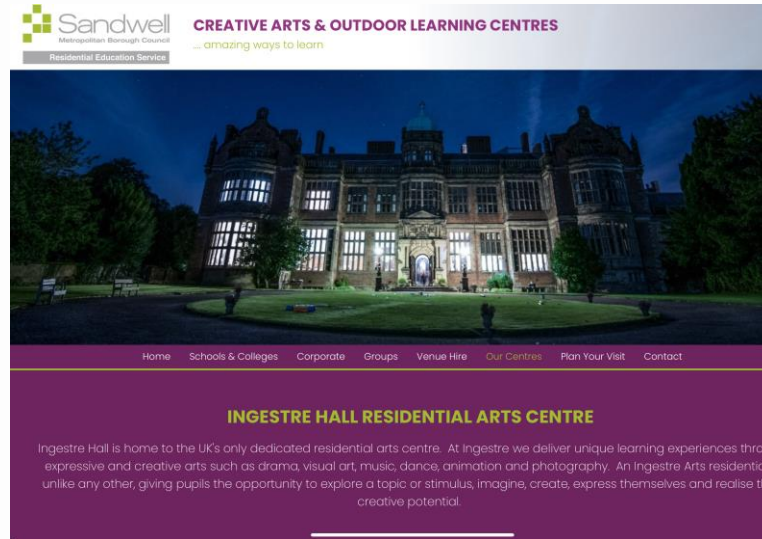 Sandwell
Metropolitan Borough Council
Residential Education Service
CREATIVE ARTS & OUTDOOR LEARNING CENTRES
... amazing ways to learn
Home Schools & Colleges Corporate Groups Venue Hire Our Centres Plan Your Visit Contact
INGESTRE HALL RESIDENTIAL ARTS CENTRE
Ingestre Hall is home to the UK's only dedicated residential arts centre. At Ingestre we deliver unique learning experiences thro
expressive and creative arts such as drama, visual art, music, dance, animation and photography. An Ingestre Arts residentia
unlike any other, giving pupils the opportunity to explore a topic or stimulus, imagine, create, express themselves and realise t
creative potential.